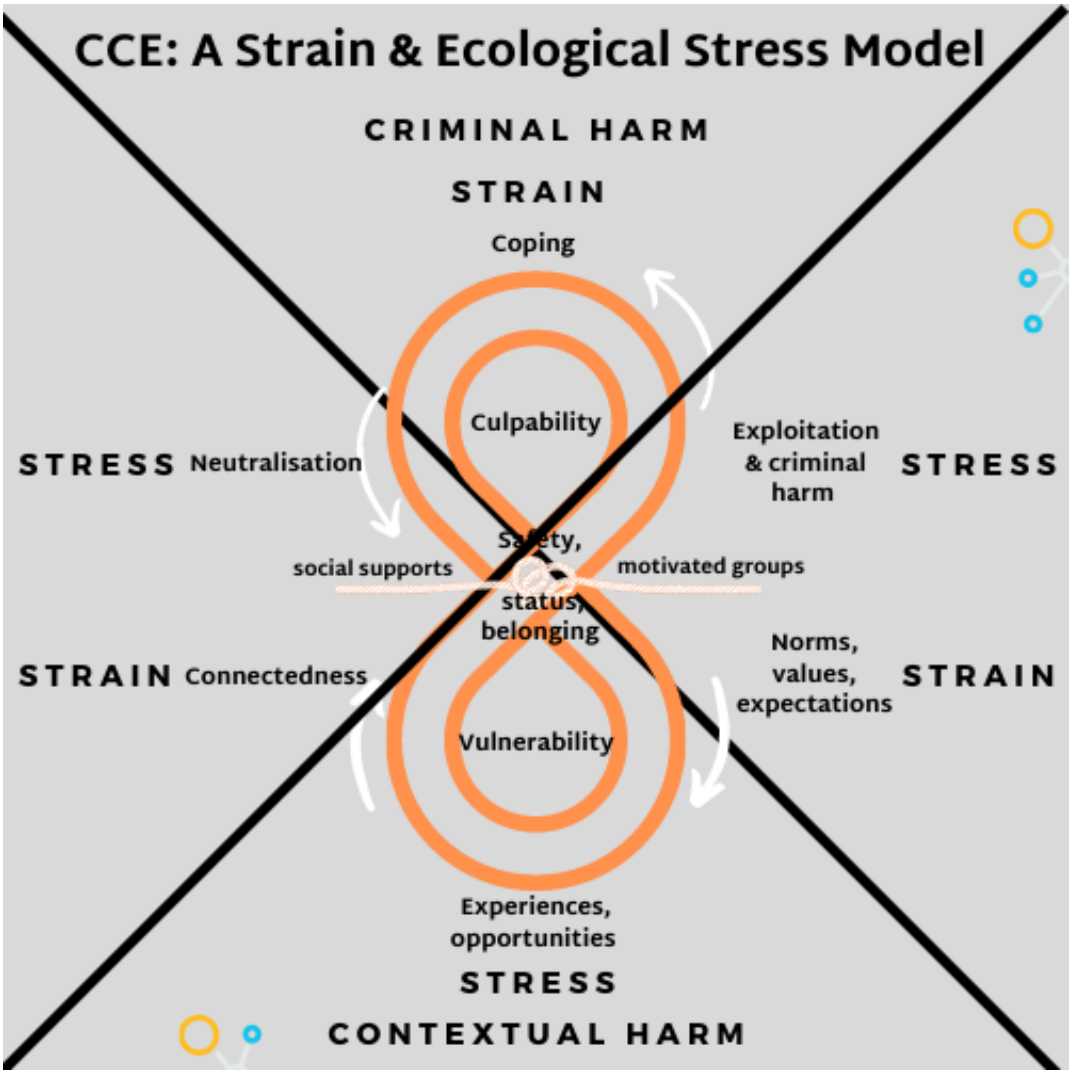 CCE: A Strain & Ecological Stress Model
CRIMINAL HARM
STRAIN
Coping
Culpability
Exploitation
& criminal
harm
STRESS
Neutralisation
STRESS
Safety,
social supports
motivated groups
status,
belonging
Norms,
values,
expectations
STRAIN
Connectedness
STRAIN
Vulnerability
Experiences,
opportunities
STRESS
CONTEXTUAL HARM